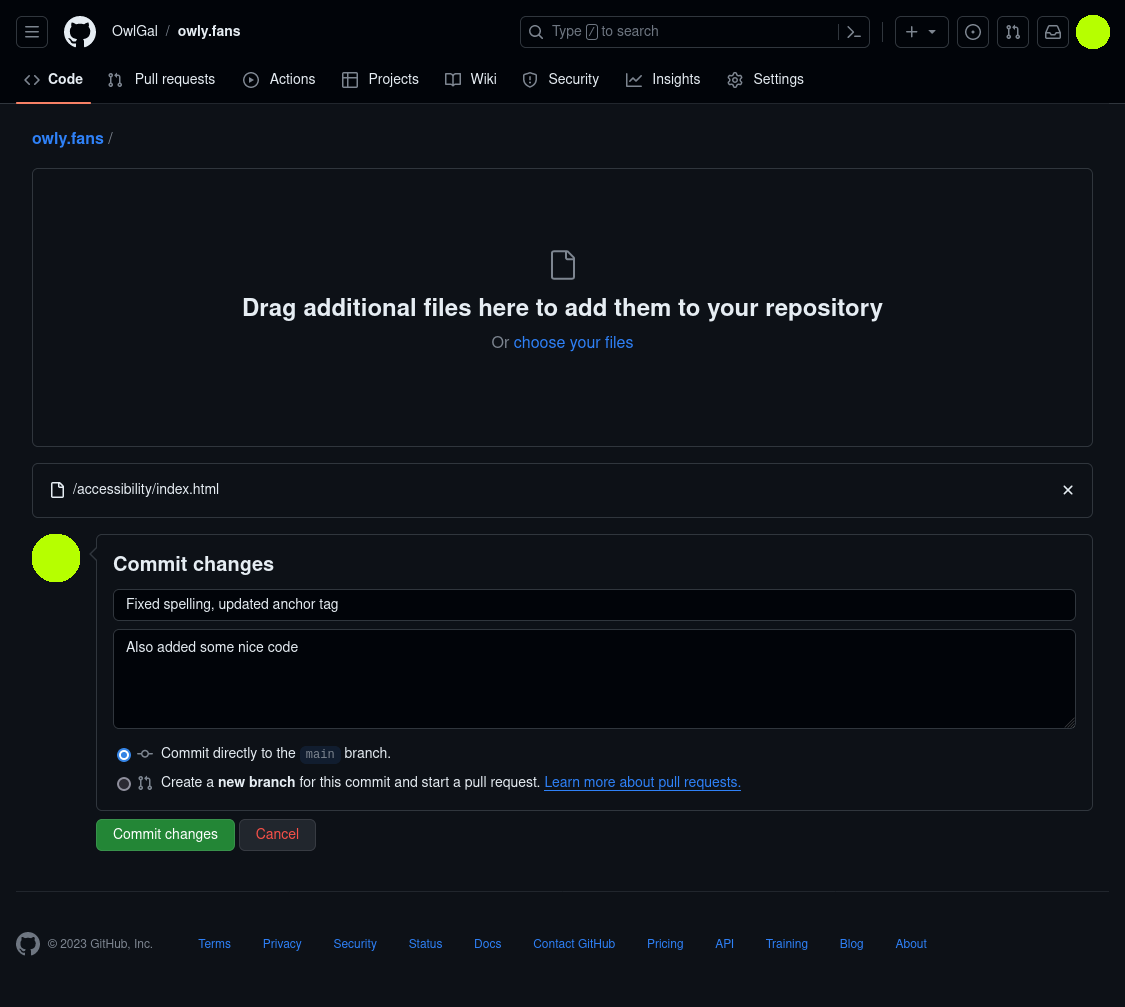 OwlGal / owly.fans
Type / to search
Code Pull requests Actions Projects Wiki Security Insights Settings
owly.fans /
Drag additional files here to add them to your repository
Or choose your files
/accessibility/index.html
Commit changes
Fixed spelling, updated anchor tag
Also added some nice code
Commit directly to the main branch.
Create a new branch for this commit and start a pull request. Learn more about pull requests.
Commit changes Cancel
© 2023 GitHub, Inc. Terms Privacy Security Status Docs Contact GitHub Pricing API Training Blog About